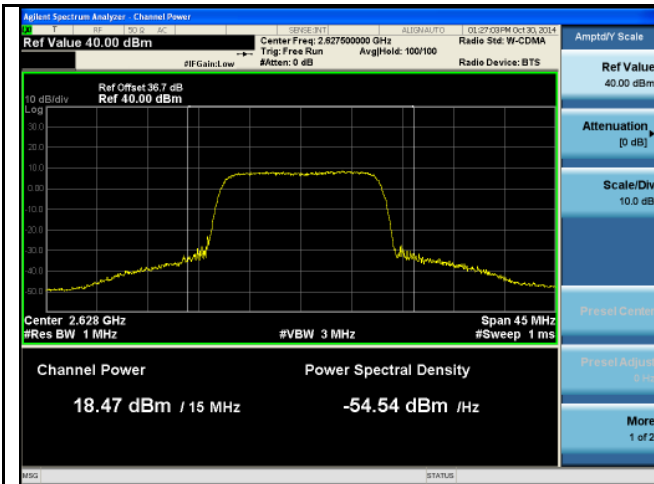 Agilent Spectrum Analyzer - Channel Power
T RF 50 Ω AC SENSE:INT ALIGNAUTO 01:27:03PM Oct 30, 2014
Ref Value 40.00 dBm
Center Freq: 2.627500000 GHz
Radio Std: W-CDMA
Trig: Free Run Avg|Hold: 100/100
#IFGain:Low
#Atten: 0 dB
Radio Device: BTS
Ref Offset 36.7 dB
10 dB/div Ref 40.00 dBm
Log
30.0
20.0
10.0
0.00
-10.0
-20.0
-30.0
-40.0
-50.0
Center 2.628 GHz Span 45 MHz
#Res BW 1 MHz #VBW 3 MHz #Sweep 1 ms
Channel Power
Power Spectral Density
18.47 dBm / 15 MHz
-54.54 dBm /Hz
MSG STATUS
Amptd/Y Scale
Ref Value
40.00 dBm
Attenuation
[0 dB]
Scale/Div
10.0 dB
Presel Center
Presel Adjust
0 Hz
More
1 of 2